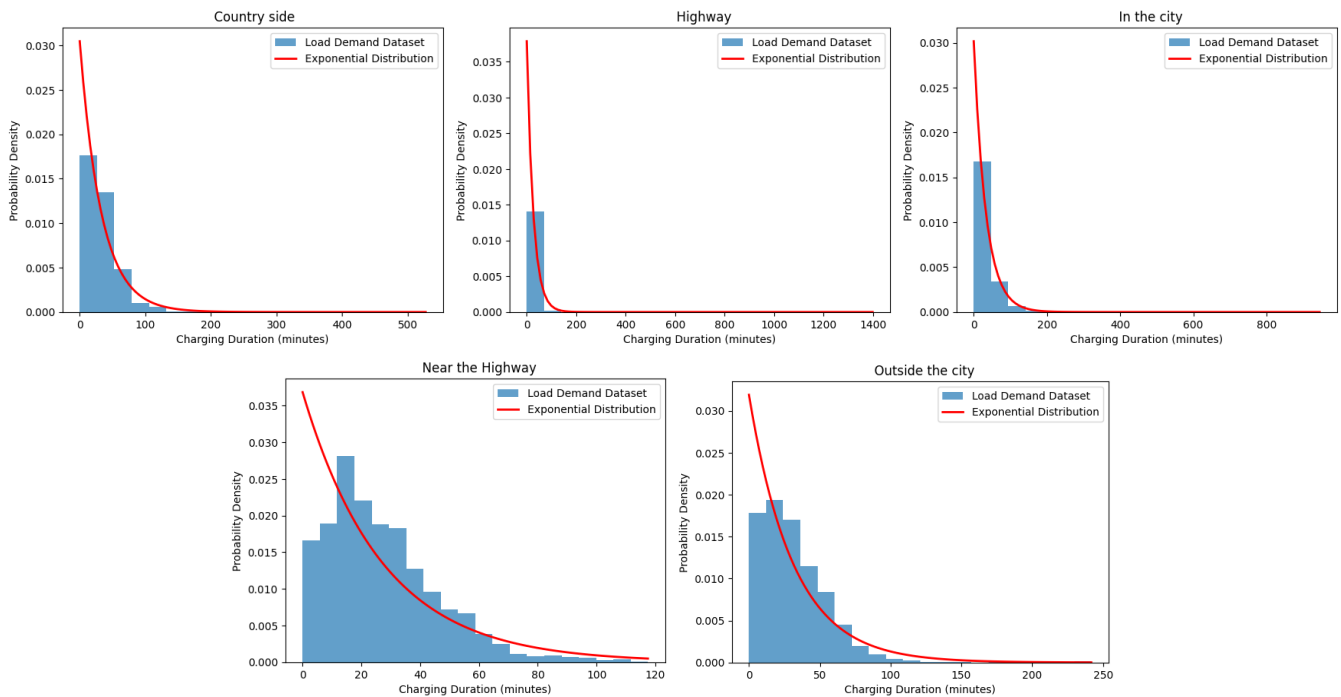 Country side
Probability Density
0.030
0.025
0.020
0.015
0.010
0.005
0.000
Load Demand Dataset
Exponential Distribution
0 100 200 300 400 500
Charging Duration (minutes)
Highway
Probability Density
0.035
0.030
0.025
0.020
0.015
0.010
0.005
0.000
Load Demand Dataset
Exponential Distribution
0 200 400 600 800 1000 1200 1400
Charging Duration (minutes)
In the city
Probability Density
0.030
0.025
0.020
0.015
0.010
0.005
0.000
Load Demand Dataset
Exponential Distribution
0 200 400 600 800
Charging Duration (minutes)
Near the Highway
Probability Density
0.035
0.030
0.025
0.020
0.015
0.010
0.005
0.000
Load Demand Dataset
Exponential Distribution
0 20 40 60 80 100 120
Charging Duration (minutes)
Outside the city
Probability Density
0.030
0.025
0.020
0.015
0.010
0.005
0.000
Load Demand Dataset
Exponential Distribution
0 50 100 150 200 250
Charging Duration (minutes)